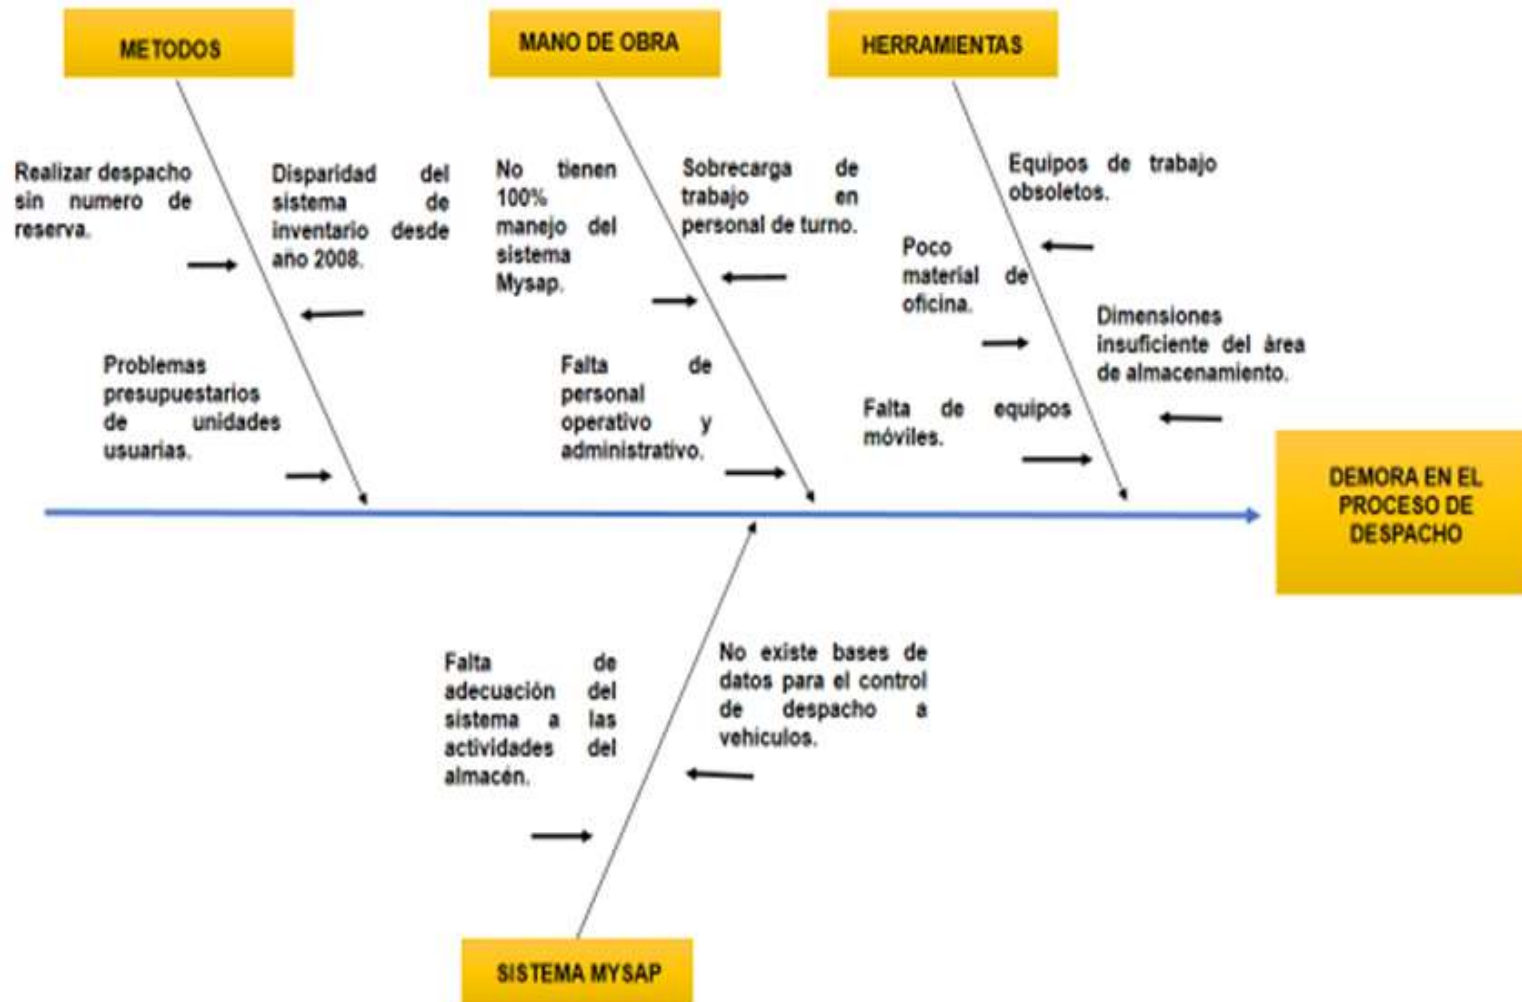 METODOS
MANO DE OBRA
HERRAMIENTAS
Realizar despacho
sin numero de
reserva.
Disparidad del
sistema de
inventario desde
año 2008.
Problemas
presupuestarios
de unidades
usuarias.
No tienen
100%
manejo del
sistema
Mysap.
Sobrecarga de
trabajo en
personal de turno.
Falta de
personal
operativo y
administrativo.
Equipos de trabajo
obsoletos.
Poco
material de
oficina.
Dimensiones
insuficiente del área
de almacenamiento.
Falta de equipos
móviles.
DEMORA EN EL
PROCESO DE
DESPACHO
Falta de
adecuación del
sistema a las
actividades del
almacén.
No existe bases de
datos para el control
de despacho a
vehículos.
SISTEMA MYSAP